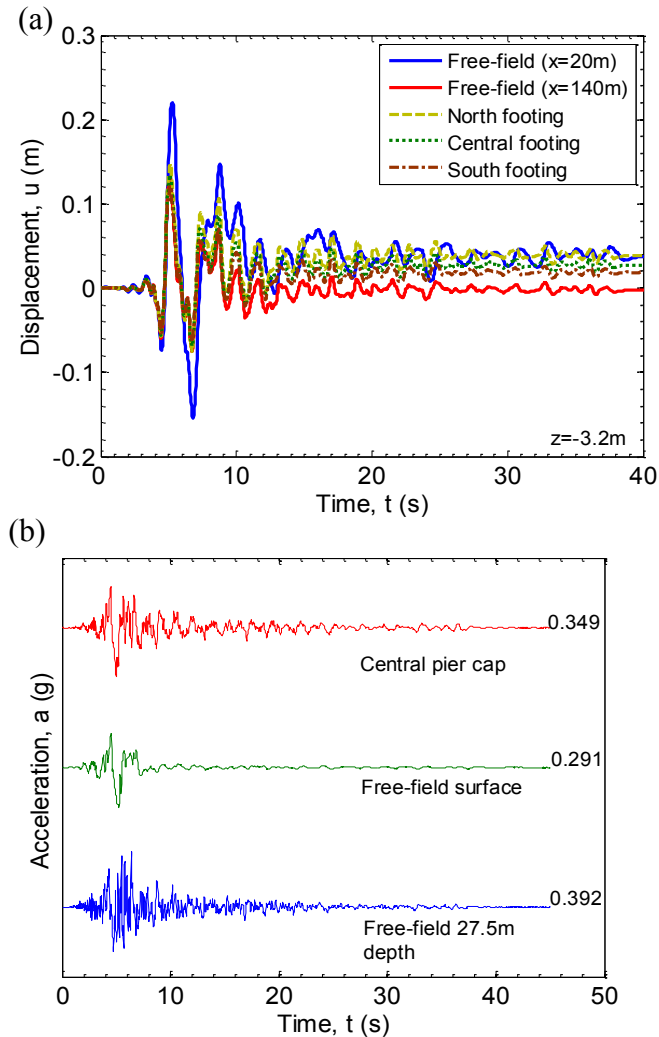 (a)
0.3
0.2
0.1
0
-0.1
-0.2
Displacement, u (m)
Free-field (x=20m)
Free-field (x=140m)
North footing
Central footing
South footing
z=-3.2m
0 10 20 30 40
Time, t (s)
(b)
Acceleration, a (g)
0.349
Central pier cap
0.291
Free-field surface
0.392
Free-field 27.5m
depth
0 10 20 30 40 50
Time, t (s)